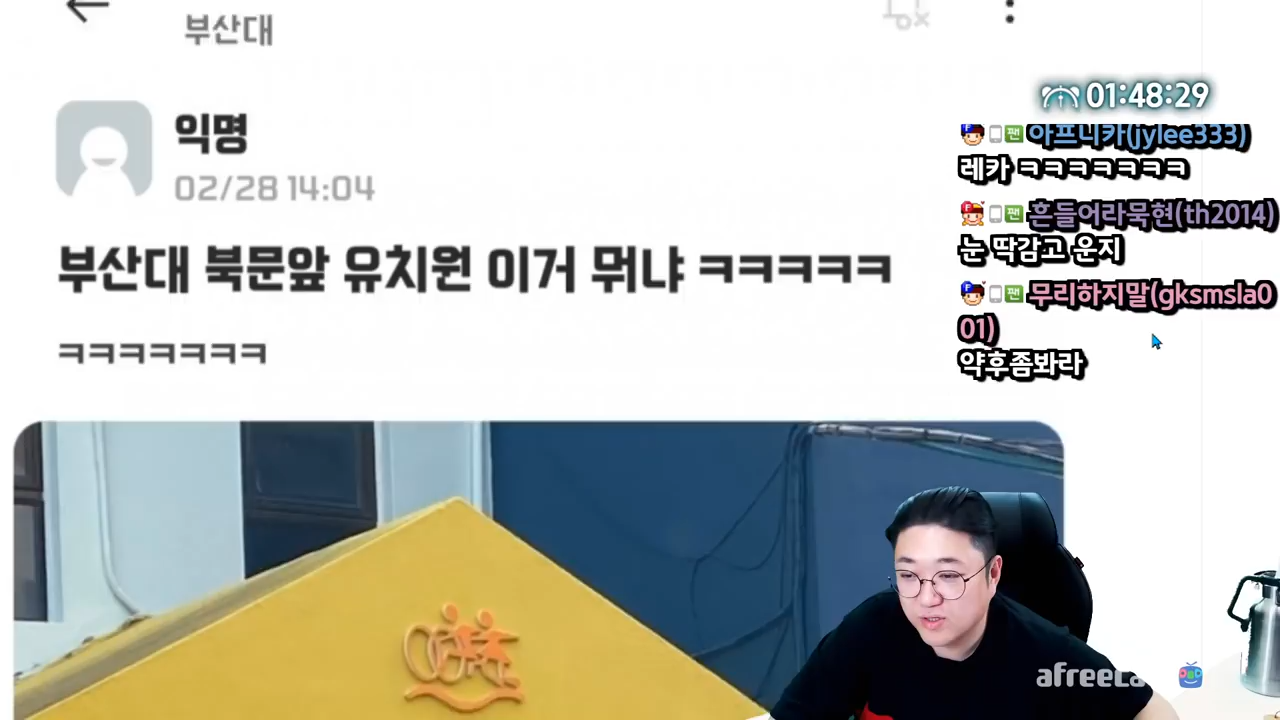 부산대
익명
02/28 14:04
부산대 북문앞 유치원 이거 뭐냐 ㅋㅋㅋㅋㅋ
ㅋㅋㅋㅋㅋㅋㅋ
01:48:29
아프니카(jylee333)
레카 ㅋㅋㅋㅋㅋㅋㅋ
흔들어라묵현(th2014)
눈 딱감고 운지
무리하지말(gksmsla0
01)
약후좀봐라